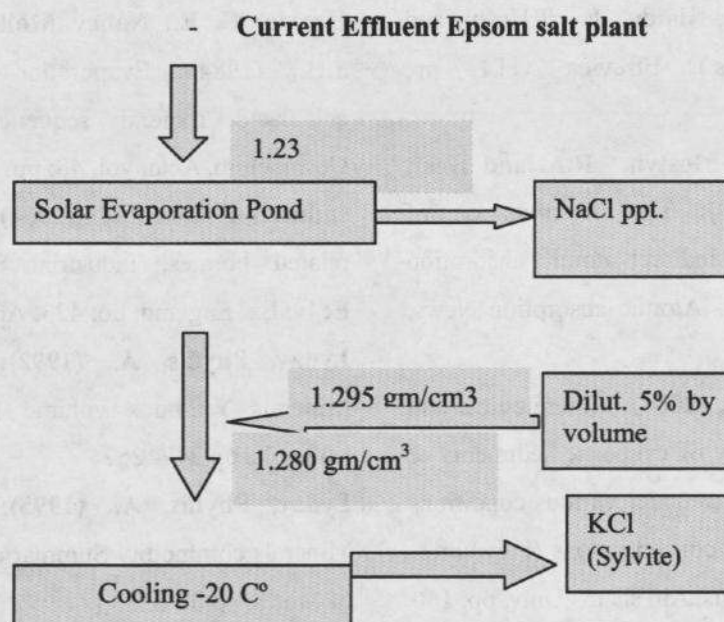 - Current Effluent Epsom salt plant
1.23
Solar Evaporation Pond
NaCl ppt.
1.295 gm/cm3
Dilut. 5% by
volume
1.280 gm/cm³
KCl
(Sylvite)
Cooling -20 Cº